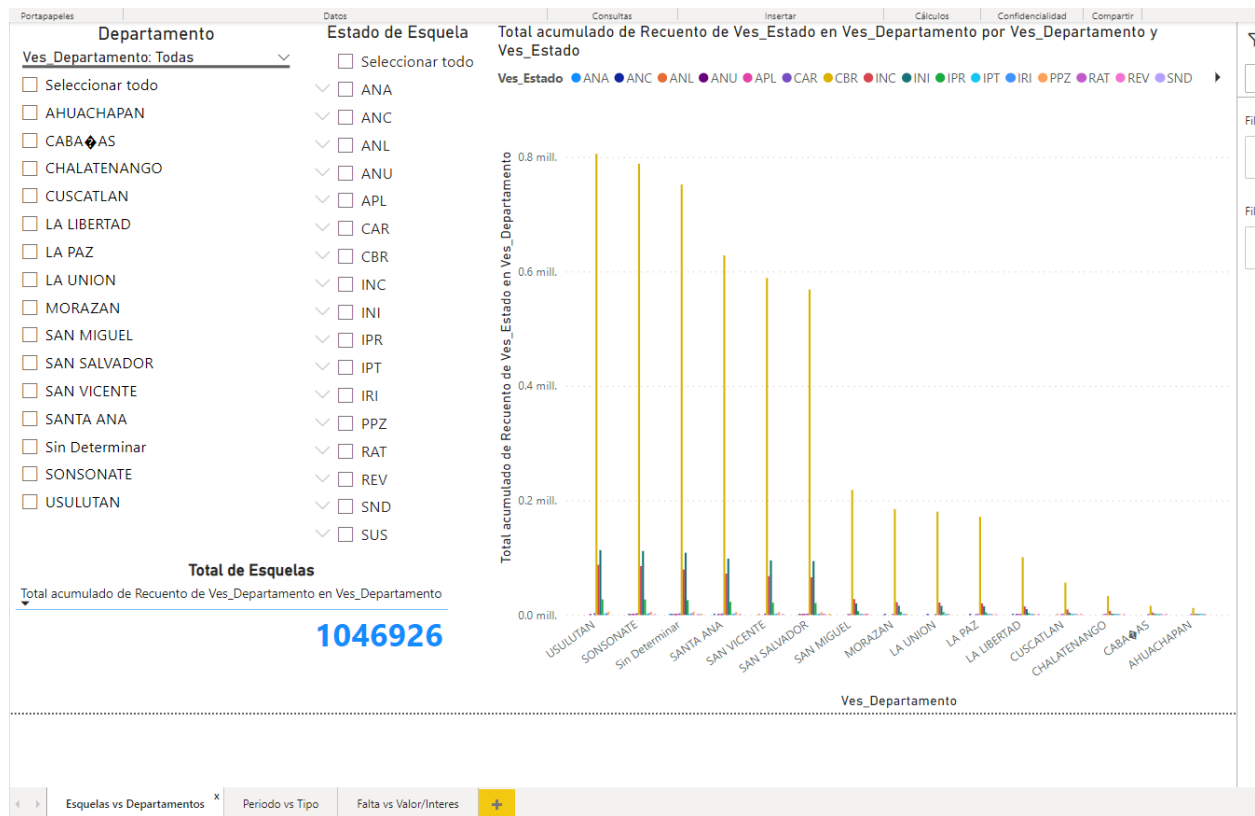 Portapapeles
Datos
Consultas
Insertar
Cálculos
Confidencialidad
Compartir
Departamento
Ves_Departamento: Todas
Seleccionar todo
AHUACHAPAN
CABA�AS
CHALATENANGO
CUSCATLAN
LA LIBERTAD
LA PAZ
LA UNION
MORAZAN
SAN MIGUEL
SAN SALVADOR
SAN VICENTE
SANTA ANA
Sin Determinar
SONSONATE
USULUTAN
Estado de Esquela
Seleccionar todo
ANA
ANC
ANL
ANU
APL
CAR
CBR
INC
INI
IPR
IPT
IRI
PPZ
RAT
REV
SND
SUS
Total de Esquelas
Total acumulado de Recuento de Ves_Departamento en Ves_Departamento
1046926
Total acumulado de Recuento de Ves_Estado en Ves_Departamento por Ves_Departamento y
Ves_Estado
Ves_Estado ANA ANC ANL ANU APL CAR CBR INC INI IPR IPT IRI PPZ RAT REV SND
Total acumulado de Recuento de Ves_Estado en Ves_Departamento
0.8 mill.
0.6 mill.
0.4 mill.
0.2 mill.
0.0 mill.
USULUTAN
SONSONATE
Sin Determinar
SANTA ANA
SAN VICENTE
SAN SALVADOR
SAN MIGUEL
MORAZAN
LA UNION
LA PAZ
LA LIBERTAD
CUSCATLAN
CHALATENANGO
CABA�AS
AHUACHAPAN
Ves_Departamento
Fil
Fil
Esquelas vs Departamentos x
Periodo vs Tipo
Falta vs Valor/Interes
+